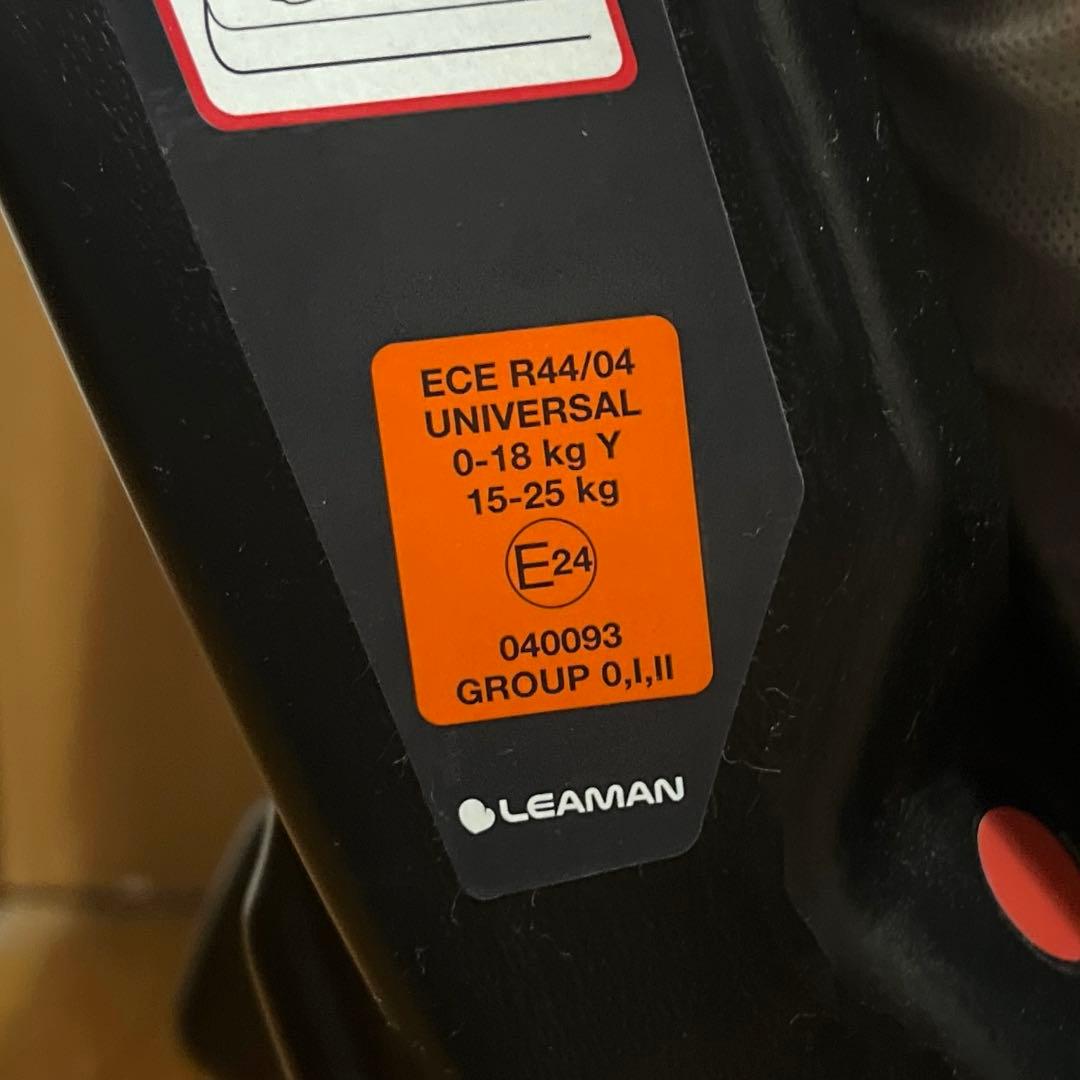 ECE R44/04
UNIVERSAL
0-18 kg Y
15-25 kg
E24
040093
GROUP 0,I,II
LEAMAN